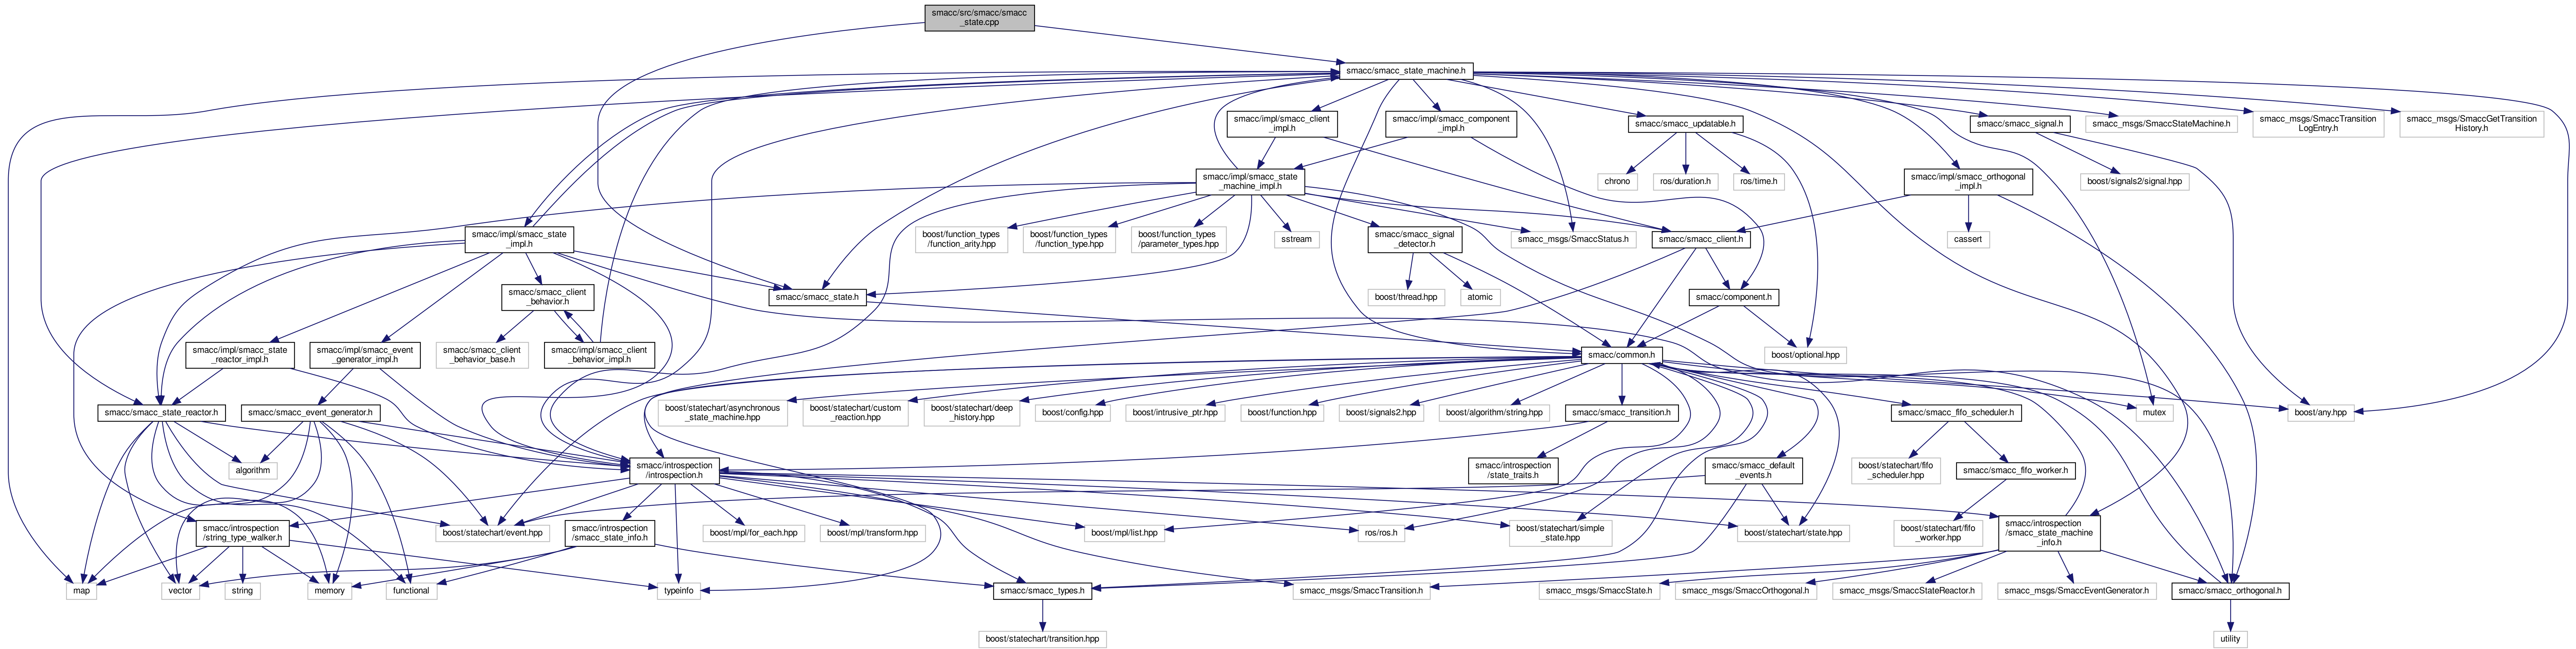 smacc/src/smacc/smacc
_state.cpp
smacc/smacc_state_machine.h
smacc/impl/smacc_client
_impl.h
smacc/impl/smacc_component
_impl.h
smacc/smacc_updatable.h
smacc/smacc_signal.h
smacc_msgs/SmaccStateMachine.h
smacc_msgs/SmaccTransition
LogEntry.h
smacc_msgs/SmaccGetTransition
History.h
smacc/impl/smacc_state
_machine_impl.h
chrono
ros/duration.h
ros/time.h
smacc/impl/smacc_orthogonal
_impl.h
boost/signals2/signal.hpp
smacc/impl/smacc_state
_impl.h
boost/function_types
/function_arity.hpp
boost/function_types
/function_type.hpp
boost/function_types
/parameter_types.hpp
sstream
smacc/smacc_signal
_detector.h
smacc_msgs/SmaccStatus.h
smacc/smacc_client.h
cassert
smacc/smacc_client
_behavior.h
smacc/smacc_state.h
boost/thread.hpp
atomic
smacc/component.h
smacc/impl/smacc_state
_reactor_impl.h
smacc/impl/smacc_event
_generator_impl.h
smacc/smacc_client
_behavior_base.h
smacc/impl/smacc_client
_behavior_impl.h
smacc/common.h
boost/optional.hpp
smacc/smacc_state_reactor.h
smacc/smacc_event_generator.h
boost/statechart/asynchronous
_state_machine.hpp
boost/statechart/custom
_reaction.hpp
boost/statechart/deep
_history.hpp
boost/config.hpp
boost/intrusive_ptr.hpp
boost/function.hpp
boost/signals2.hpp
boost/algorithm/string.hpp
smacc/smacc_transition.h
smacc/smacc_fifo_scheduler.h
mutex
boost/any.hpp
algorithm
smacc/introspection
/introspection.h
smacc/introspection
/state_traits.h
smacc/smacc_default
_events.h
boost/statechart/fifo
_scheduler.hpp
smacc/smacc_fifo_worker.h
smacc/introspection
/string_type_walker.h
boost/statechart/event.hpp
smacc/introspection
/smacc_state_info.h
boost/mpl/for_each.hpp
boost/mpl/transform.hpp
boost/mpl/list.hpp
ros/ros.h
boost/statechart/simple
_state.hpp
boost/statechart/state.hpp
boost/statechart/fifo
_worker.hpp
smacc/introspection
/smacc_state_machine
_info.h
map
vector
string
memory
functional
typeinfo
smacc/smacc_types.h
smacc_msgs/SmaccTransition.h
smacc_msgs/SmaccState.h
smacc_msgs/SmaccOrthogonal.h
smacc_msgs/SmaccStateReactor.h
smacc_msgs/SmaccEventGenerator.h
smacc/smacc_orthogonal.h
boost/statechart/transition.hpp
utility